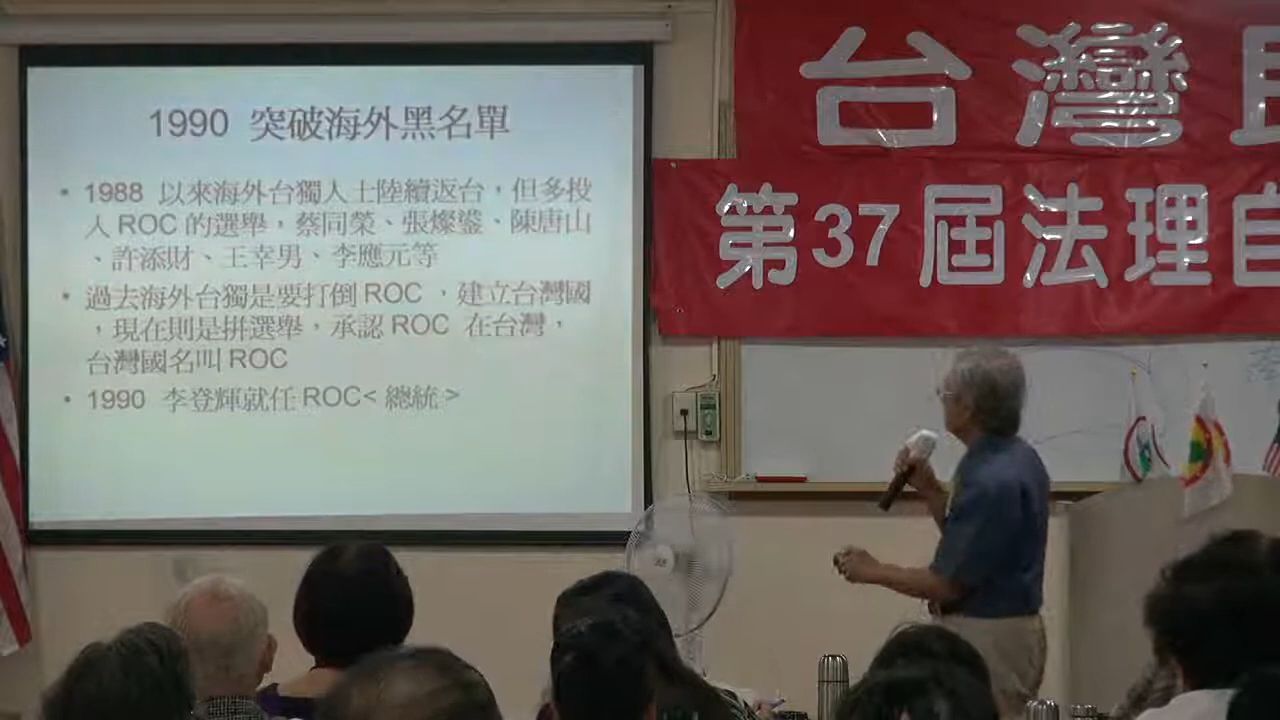 1990 突破海外黑名單
• 1988 以來海外台獨人士陸續返台，但多投
入 ROC 的選舉，蔡同榮、張燦鍙、陳唐山
、許添財、王幸男、李應元等
• 過去海外台獨是要打倒 ROC ，建立台灣國
，現在則是拚選舉，承認 ROC 在台灣，
台灣國名叫 ROC
• 1990 李登輝就任 ROC< 總統 >
台灣
第37屆法理自